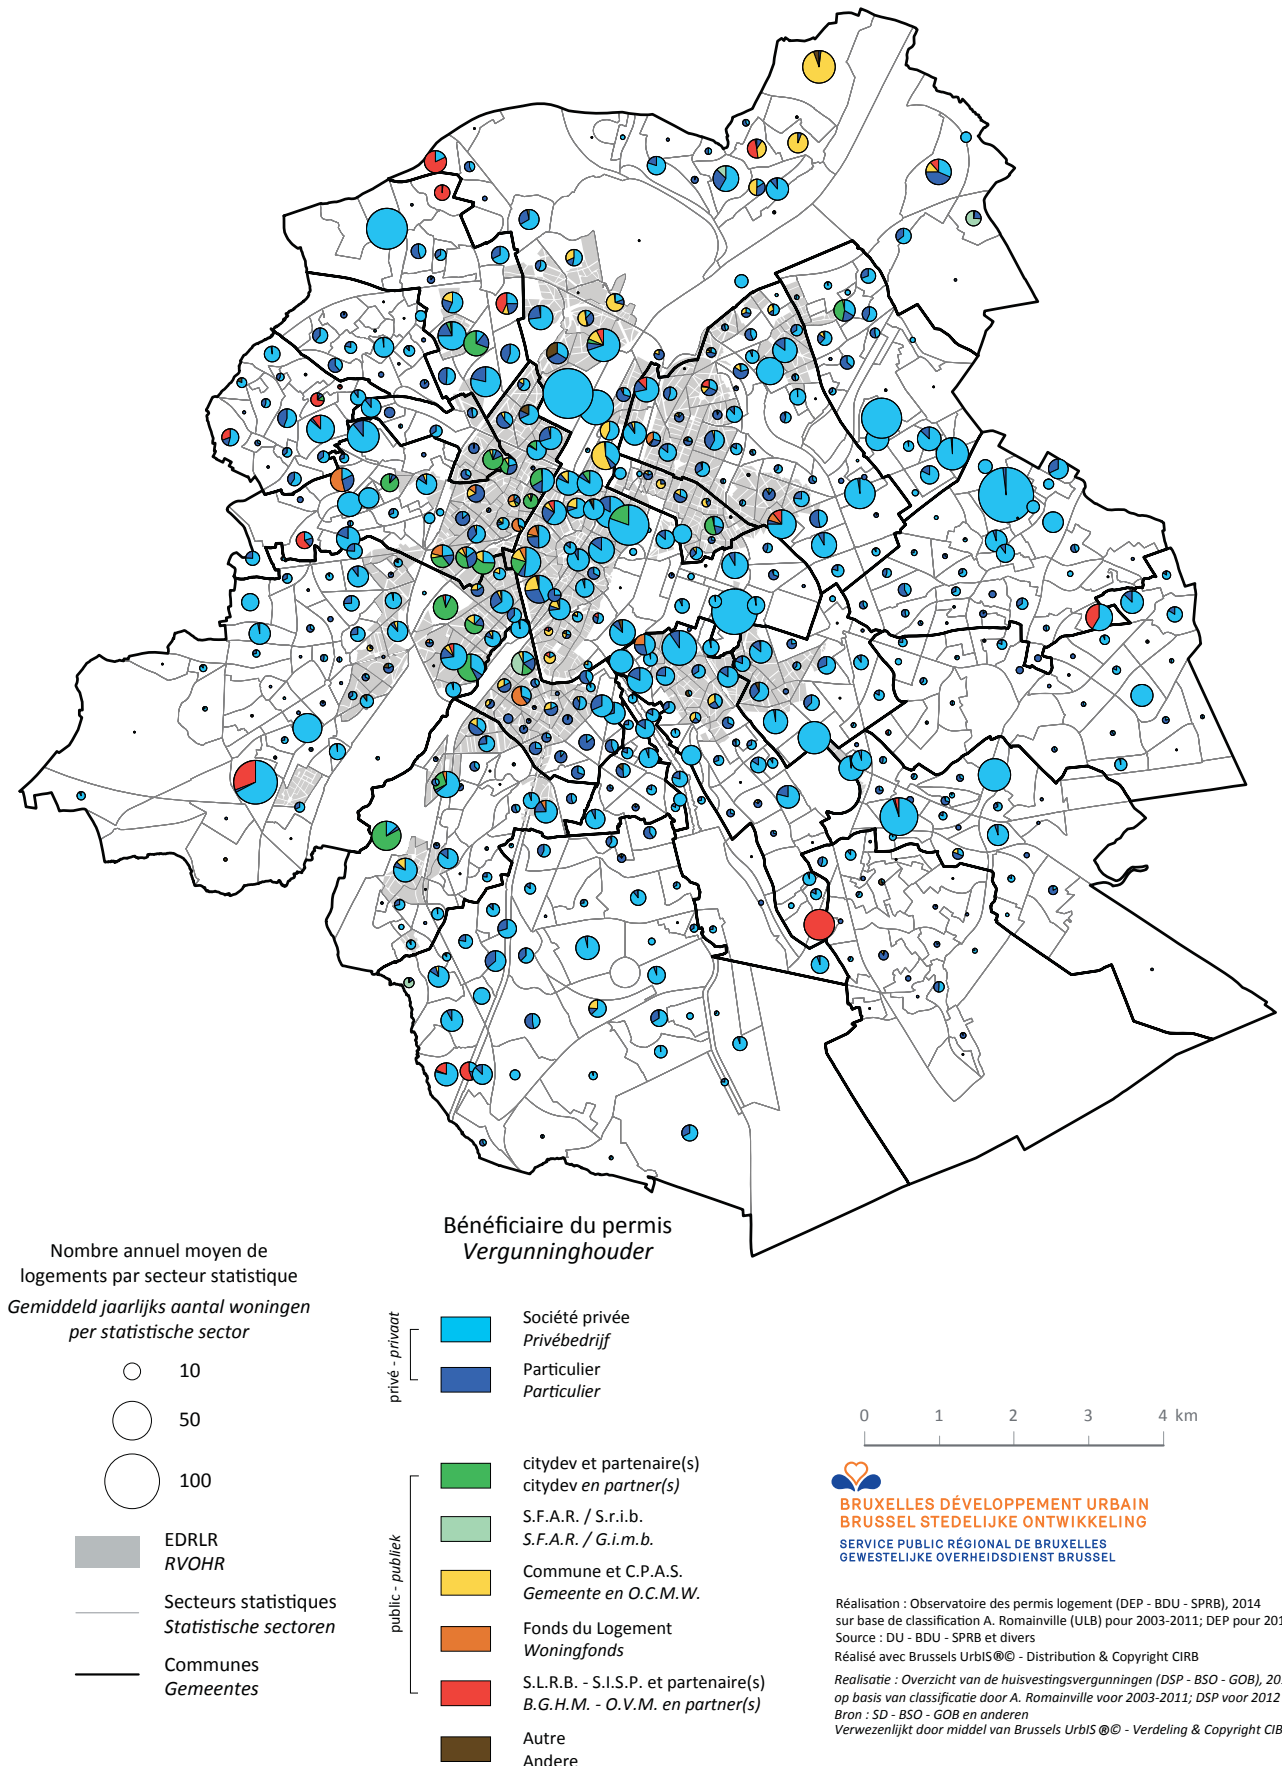 Bénéficiaire du permis
Vergunninghouder
Nombre annuel moyen de
logements par secteur statistique
Gemiddeld jaarlijks aantal woningen
per statistische sector
10
50
100
EDRLR
RVOHR
Secteurs statistiques
Statistische sectoren
Communes
Gemeentes
privé - privaat
Société privée
Privébedrijf
Particulier
Particulier
public - publiek
citydev et partenaire(s)
citydev en partner(s)
S.F.A.R. / S.r.i.b.
S.F.A.R. / G.i.m.b.
Commune et C.P.A.S.
Gemeente en O.C.M.W.
Fonds du Logement
Woningfonds
S.L.R.B. - S.I.S.P. et partenaire(s)
B.G.H.M. - O.V.M. en partner(s)
Autre
Andere
0 1 2 3 4 km
BRUXELLES DÉVELOPPEMENT URBAIN
BRUSSEL STEDELIJKE ONTWIKKELING
SERVICE PUBLIC RÉGIONAL DE BRUXELLES
GEWESTELIJKE OVERHEIDSDIENST BRUSSEL
Réalisation : Observatoire des permis logement (DEP - BDU - SPRB), 2014
sur base de classification A. Romainville (ULB) pour 2003-2011; DEP pour 201
Source : DU - BDU - SPRB et divers
Réalisé avec Brussels UrbIS®© - Distribution & Copyright CIRB
Realisatie : Overzicht van de huisvestingsvergunningen (DSP - BSO - GOB), 20
op basis van classificatie door A. Romainville voor 2003-2011; DSP voor 2012
Bron : SD - BSO - GOB en anderen
Verwezenlijkt door middel van Brussels UrbIS ®© - Verdeling & Copyright CIB